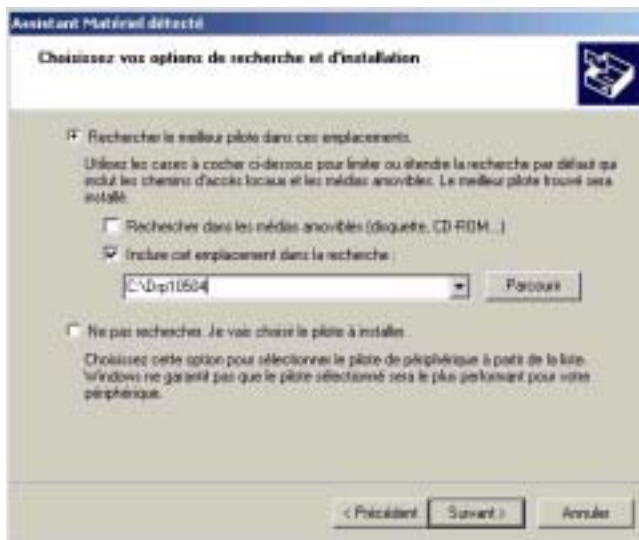 Assistant Matériel détecté
Choisissez vos options de recherche et d'installation
Rechercher le meilleur pilote dans ces emplacements.
Utilisez les cases à cocher ci-dessous pour limiter ou étendre la recherche par défaut qui
inclut les chemins d'accès locaux et les médias amovibles. Le meilleur pilote trouvé sera
installé.
Rechercher dans les médias amovibles (disquette, CD-ROM...)
Inclure cet emplacement dans la recherche :
Parcourir
Ne pas rechercher. Je vais choisir le pilote à installer.
Choisissez cette option pour sélectionner le pilote de périphérique à partir de la liste.
Windows ne garantit pas que le pilote sélectionné sera le plus performant pour votre
périphérique.
< Précédent
Suivant >
Annuler